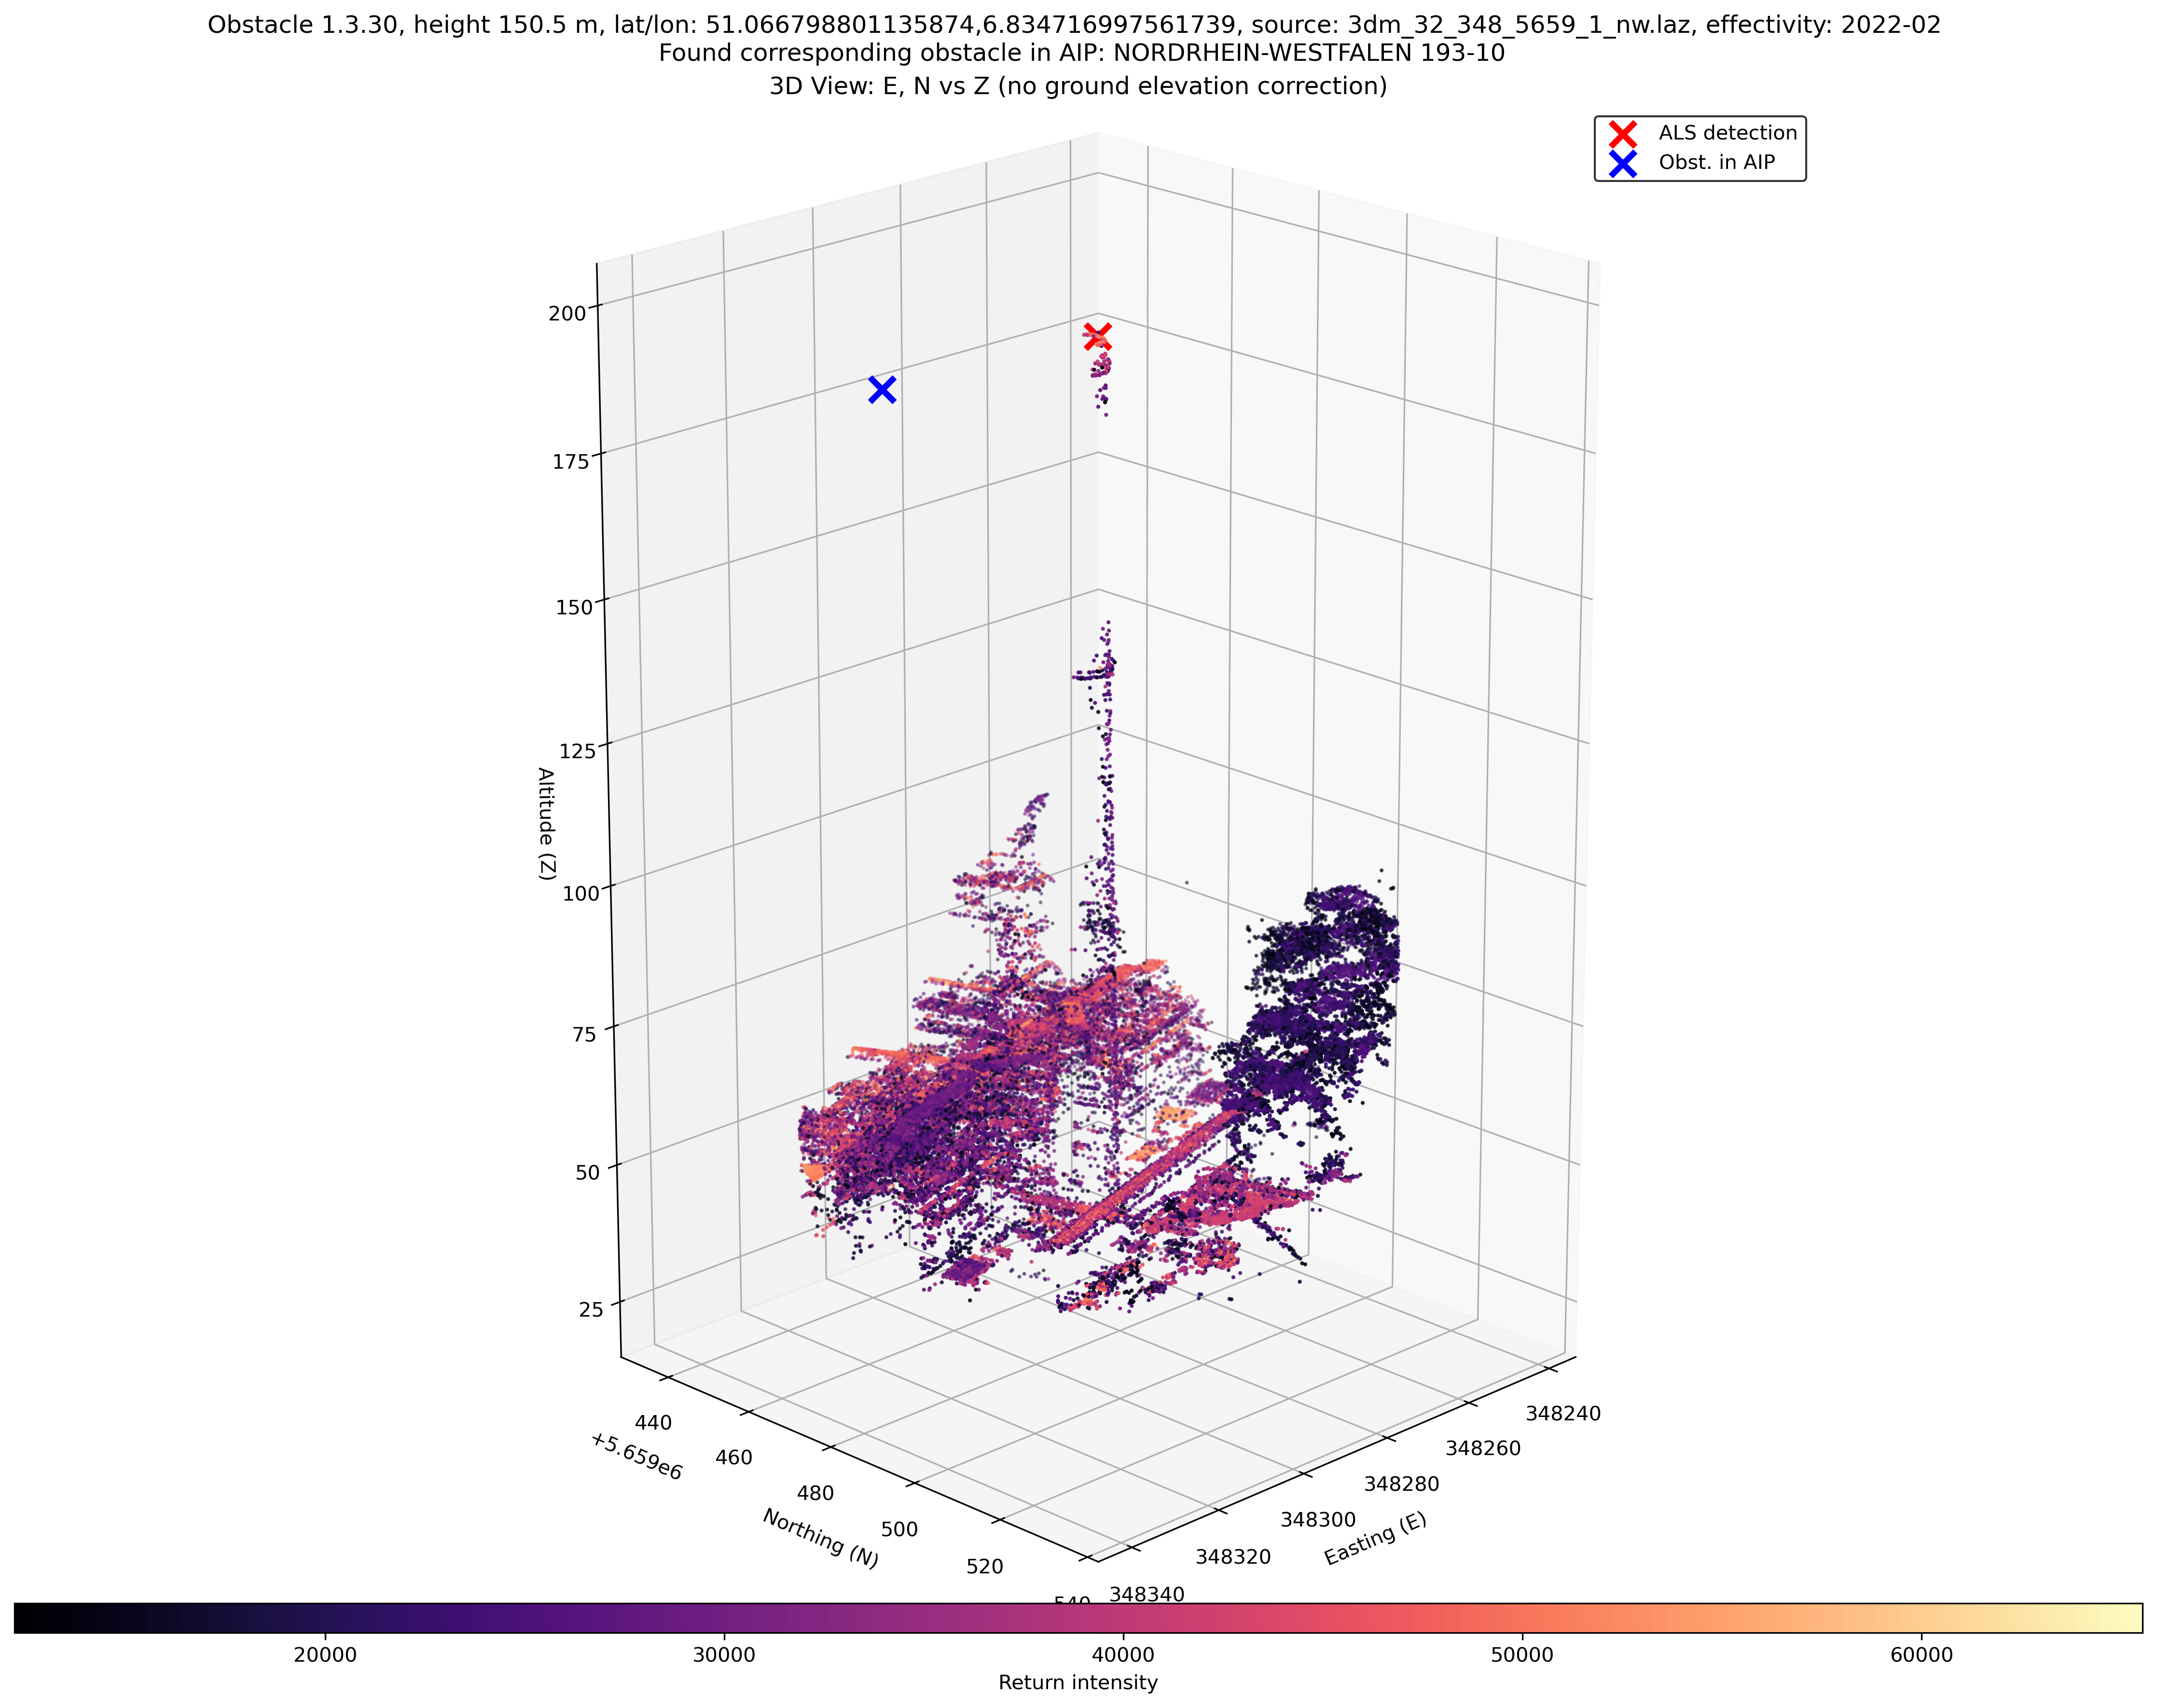 Obstacle 1.3.30, height 150.5 m, lat/lon: 51.066798801135874,6.834716997561739, source: 3dm_32_348_5659_1_nw.laz, effectivity: 2022-02
Found corresponding obstacle in AIP: NORDRHEIN-WESTFALEN 193-10
3D View: E, N vs Z (no ground elevation correction)
ALS detection
Obst. in AIP
200
175
150
125
100
75
50
25
Altitude (Z)
440
460
480
500
520
540
+5.659e6
Northing (N)
348240
348260
348280
348300
348320
348340
Easting (E)
20000
30000
40000
50000
60000
Return intensity